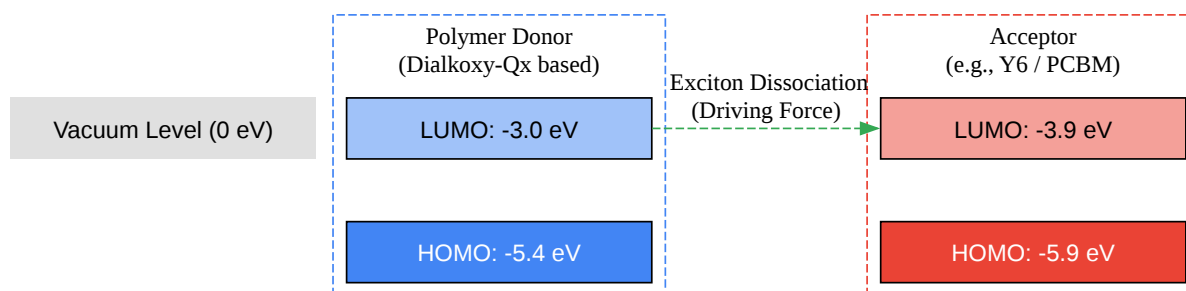 Polymer Donor
(Dialkoxy-Qx based)
Acceptor
(e.g., Y6 / PCBM)
Exciton Dissociation
(Driving Force)
Vacuum Level (0 eV)
LUMO: -3.0 eV
LUMO: -3.9 eV
HOMO: -5.4 eV
HOMO: -5.9 eV